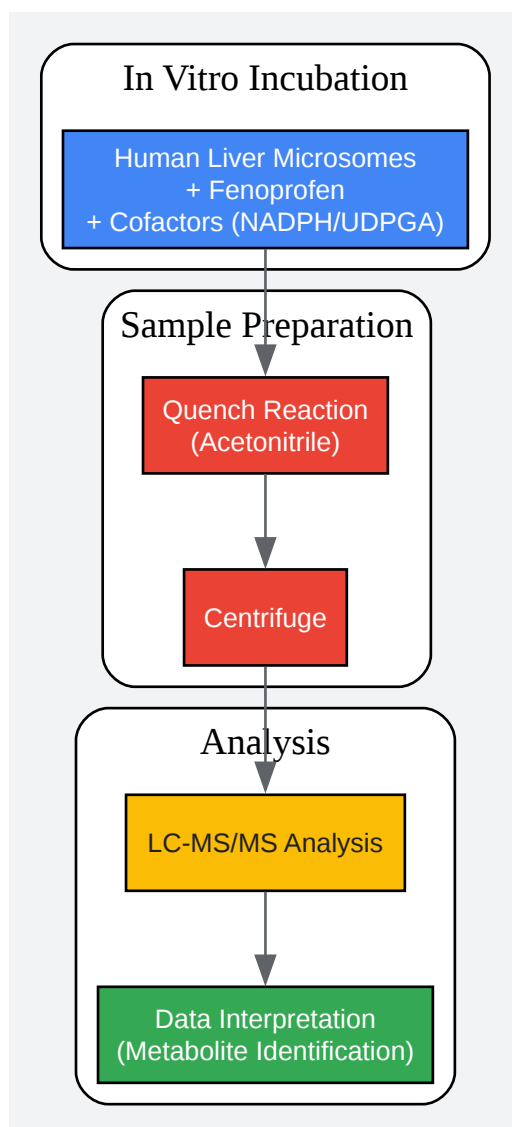 In Vitro Incubation
Human Liver Microsomes
+ Fenoprofen
+ Cofactors (NADPH/UDPGA)
Sample Preparation
Quench Reaction
(Acetonitrile)
Centrifuge
Analysis
LC-MS/MS Analysis
Data Interpretation
(Metabolite Identification)